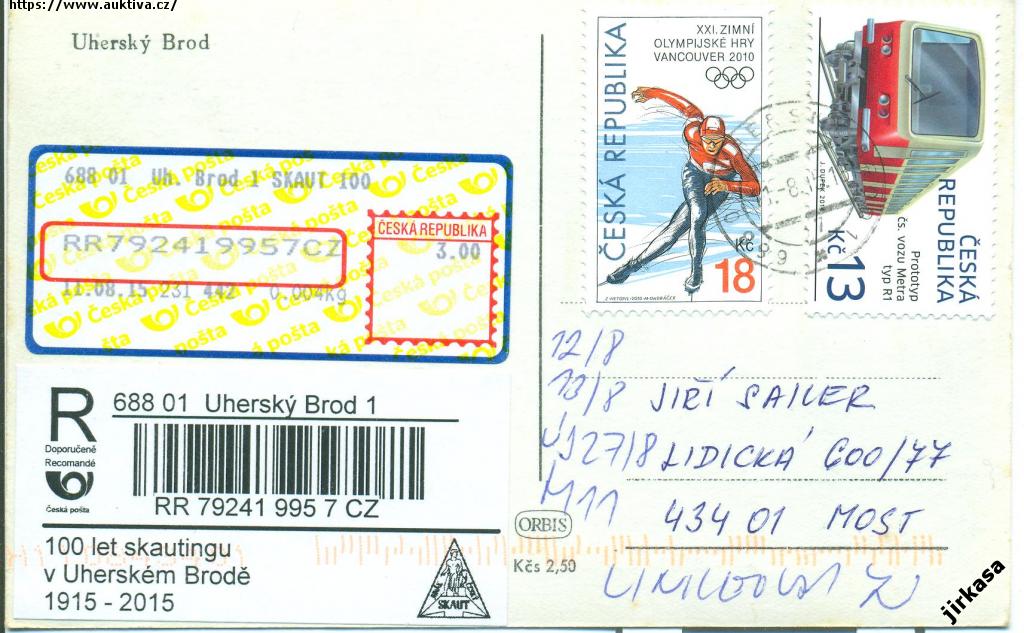 https://www.auktiva.cz/
Uherský Brod
688 01 Uh. Brod 1 SKAUT 100
RR792419957CZ
ČESKÁ REPUBLIKA
3.00
11.08.15 231 442 0.004kg
Česká pošta
R
Doporučeně
Recomandé
Česká pošta
688 01 Uherský Brod 1
RR 79241 995 7 CZ
100 let skautingu
v Uherském Brodě
1915 - 2015
SKAUT
XXI. ZIMNÍ
OLYMPIJSKÉ HRY
VANCOUVER 2010
ČESKÁ REPUBLIKA
Kč
18
ČESKÁ
REPUBLIKA
Prototyp
čs. vozu Metra
typ R1
Kč 13
12/8
13/8
27/8
M11
JIŘÍ SAILER
LIDICKÁ 600/77
434 01 MOST
ORBIS
Kčs 2,50
jirkasa